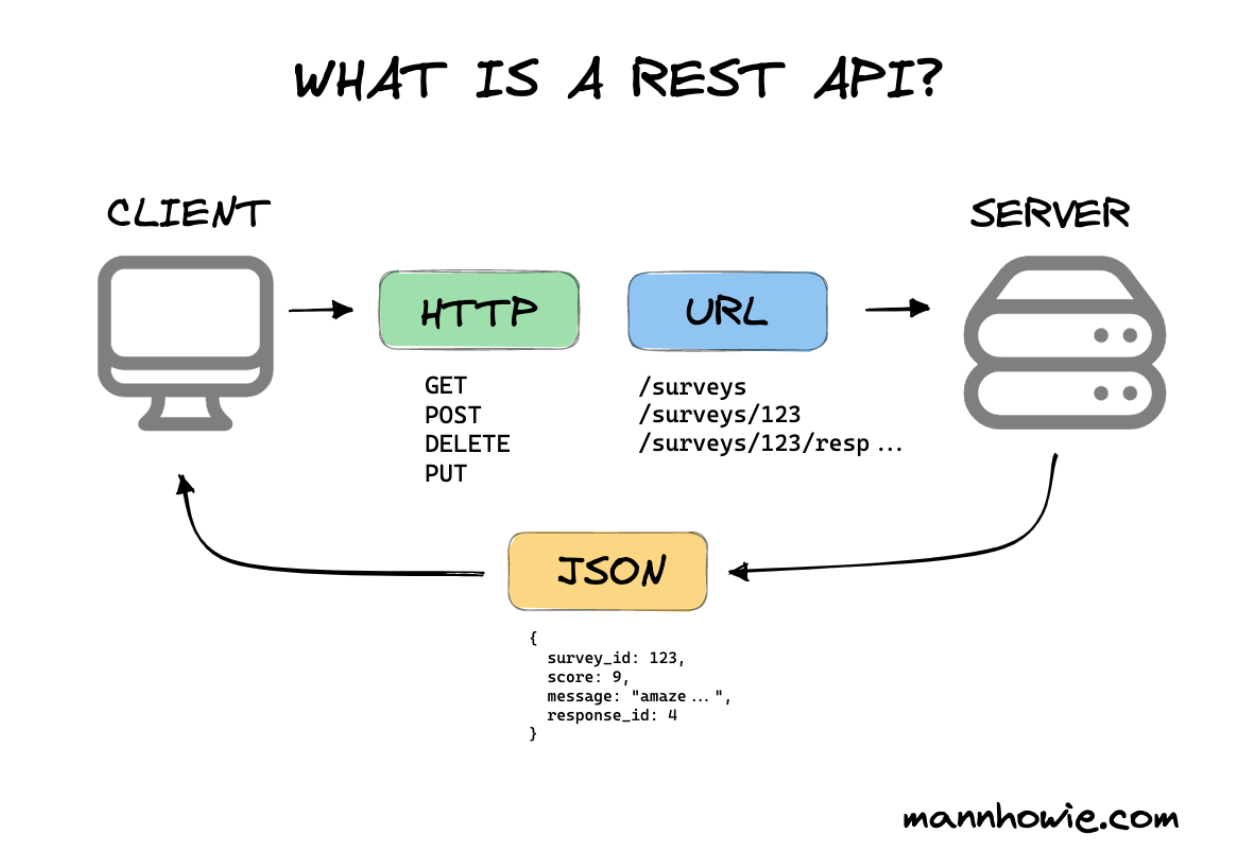 WHAT IS A REST API?
CLIENT
SERVER
HTTP
URL
GET
POST
DELETE
PUT
/surveys
/surveys/123
/surveys/123/resp...
JSON
{
  survey_id: 123,
  score: 9,
  message: "amaze...",
  response_id: 4
}
mannhowie.com